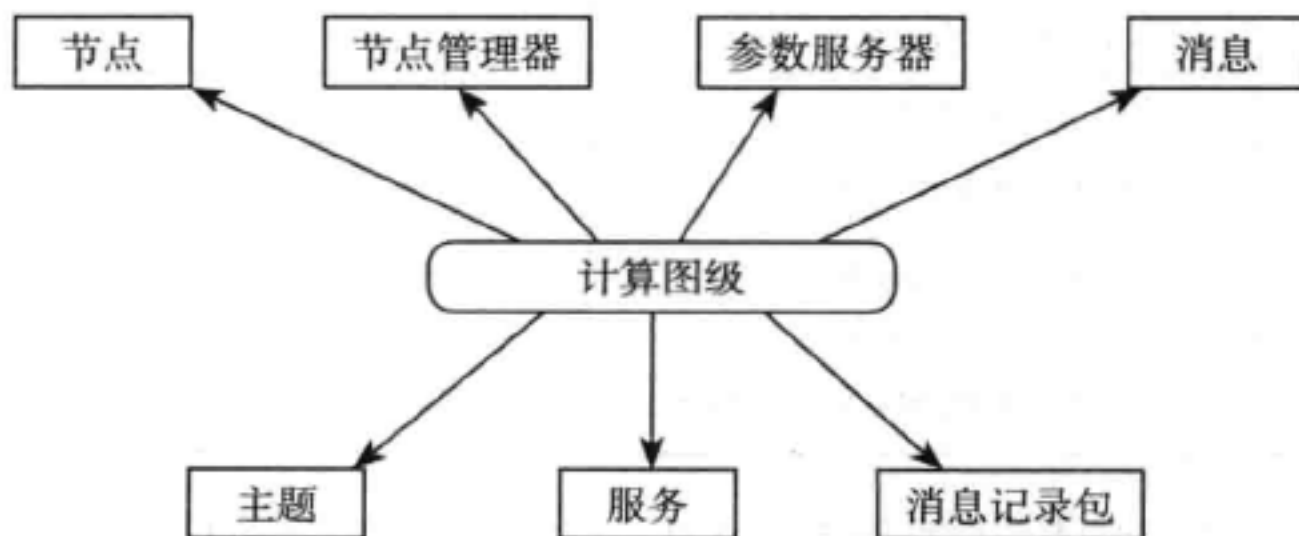 节点
节点管理器
参数服务器
消息
计算图级
主题
服务
消息记录包